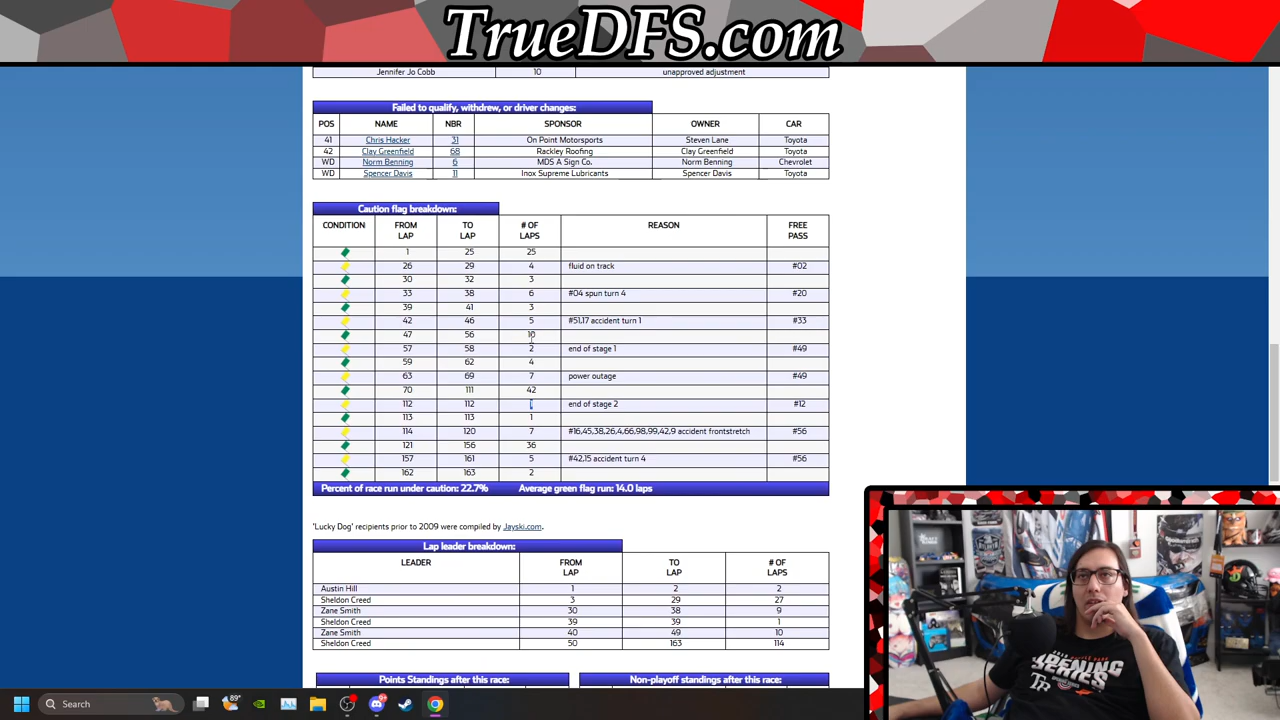 TrueDFS.com
Jennifer Jo Cobb 10 unapproved adjustment
Failed to qualify, withdrew, or driver changes:
POS NAME NBR SPONSOR OWNER CAR
41 Chris Hacker 31 On Point Motorsports Steven Lane Toyota
42 Clay Greenfield 68 Rackley Roofing Clay Greenfield Toyota
WD Norm Benning 6 MDS A Sign Co. Norm Benning Chevrolet
WD Spencer Davis 11 Inox Supreme Lubricants Spencer Davis Toyota
Caution flag breakdown:
CONDITION FROM LAP TO LAP # OF LAPS REASON FREE PASS
1 25 25
26 29 4 fluid on track #02
30 32 3
33 38 6 #04 spun turn 4 #20
39 41 3
42 46 5 #51,17 accident turn 1 #33
47 56 10
57 58 2 end of stage 1 #49
59 62 4
63 69 7 power outage #49
70 111 42
112 112 1 end of stage 2 #12
113 113 1
114 120 7 #16,45,38,26,4,66,98,99,42,9 accident frontstretch #56
121 156 36
157 161 5 #42,15 accident turn 4 #56
162 163 2
Percent of race run under caution: 22.7% Average green flag run: 14.0 laps
'Lucky Dog' recipients prior to 2009 were compiled by Jayski.com.
Lap leader breakdown:
LEADER FROM LAP TO LAP # OF LAPS
Austin Hill 1 2 2
Sheldon Creed 3 29 27
Zane Smith 30 38 9
Sheldon Creed 39 39 1
Zane Smith 40 49 10
Sheldon Creed 50 163 114
Points Standings after this race: Non-playoff standings after this race:
OPENING
SERIES
TB
89°
Search